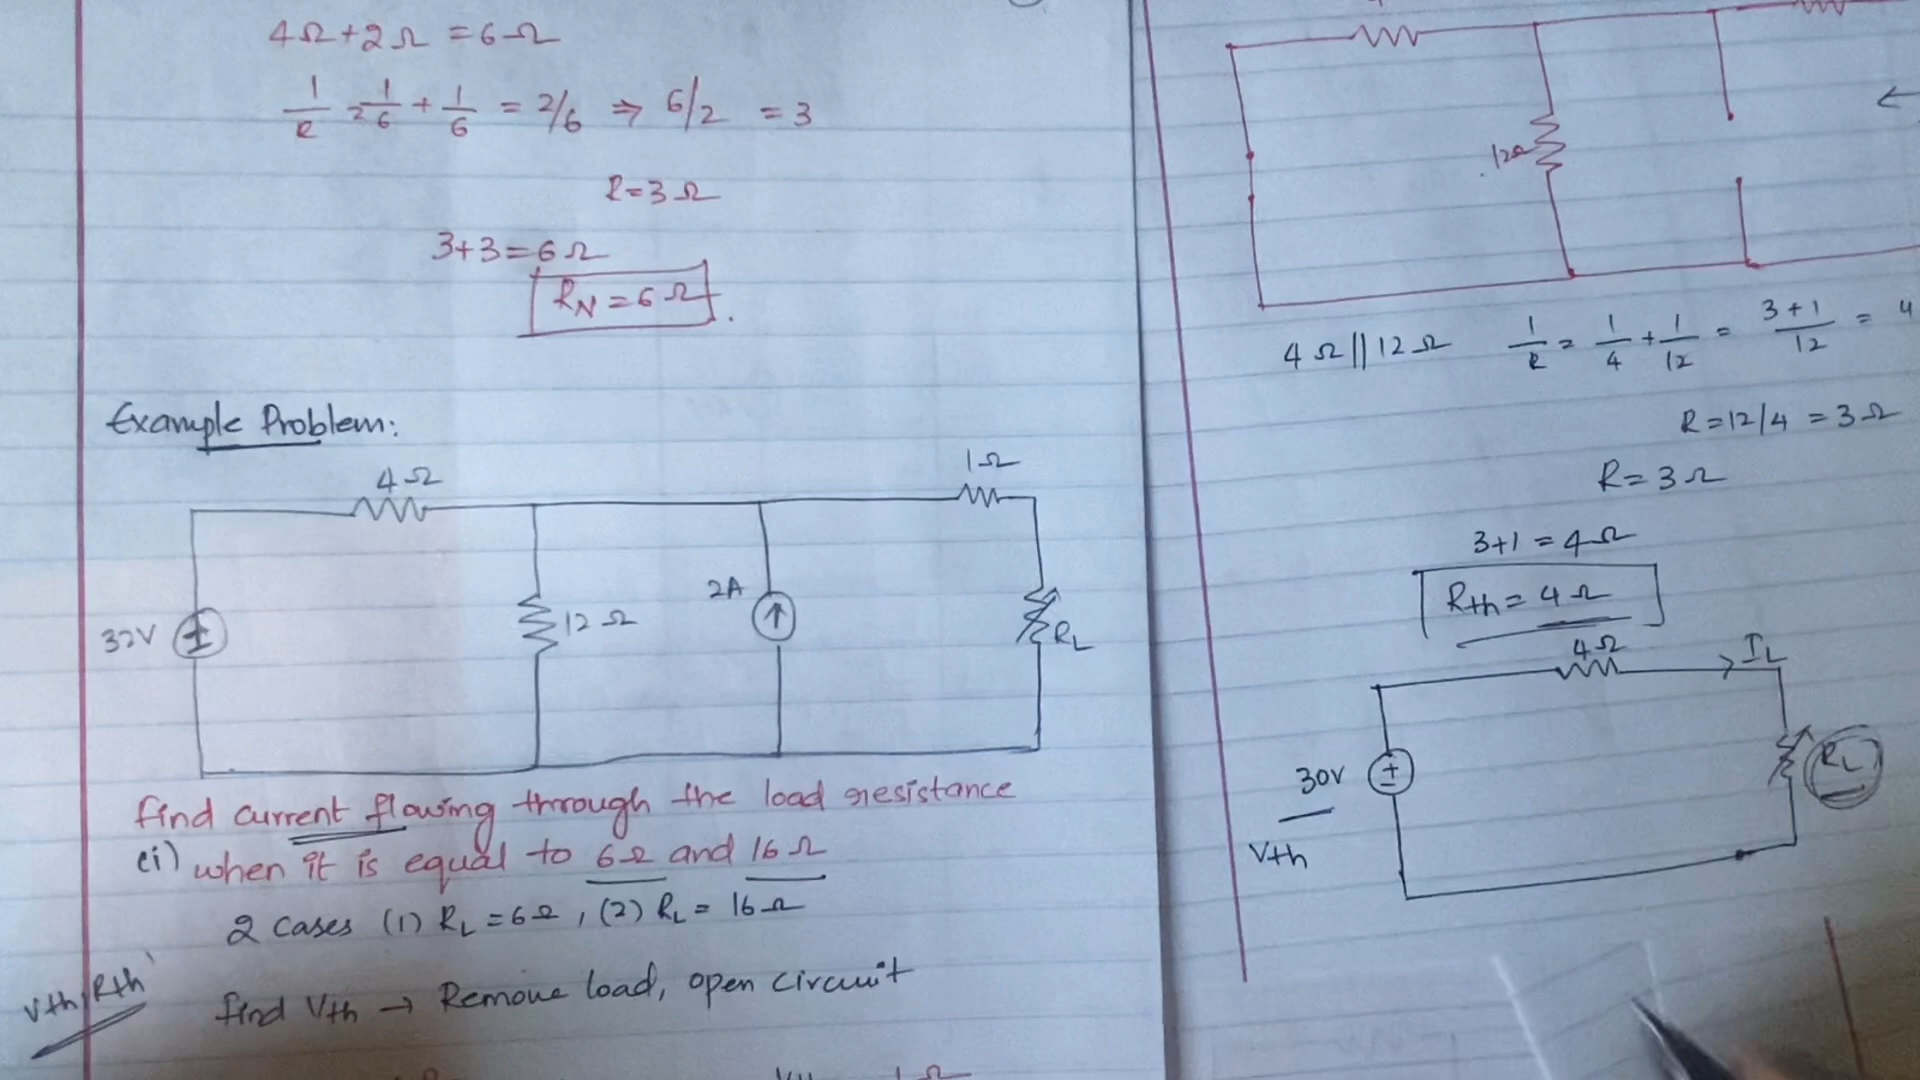 4Ω+2Ω = 6Ω
1/R = 1/6 + 1/6 = 2/6 ⇒ 6/2 = 3
R=3Ω
3+3=6Ω
RN = 6Ω.
Example Problem:
4Ω
1Ω
32V
12Ω
2A
RL
find current flowing through the load resistance
(i) when it is equal to 6Ω and 16Ω
2 cases (1) RL = 6Ω, (2) RL = 16Ω
Vth, Rth
find Vth → Remove load, open circuit
12Ω
4Ω||12Ω 1/R = 1/4 + 1/12 = 3+1/12 = 4
R=12/4 = 3Ω
R=3Ω
3+1=4Ω
Rth = 4Ω
4Ω
IL
30V
RL
Vth
1Ω